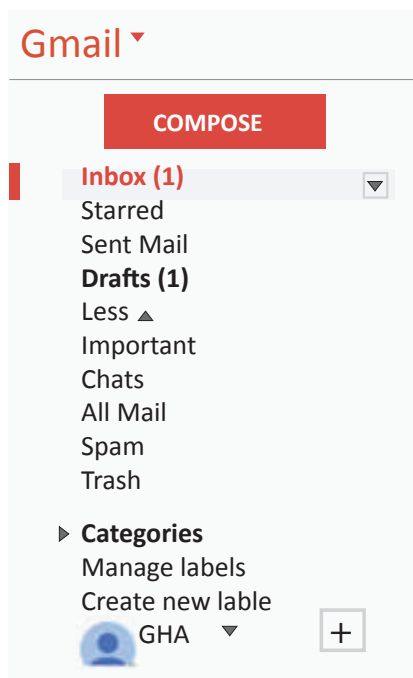 Gmail
COMPOSE
Inbox (1)
Starred
Sent Mail
Drafts (1)
Less
Important
Chats
All Mail
Spam
Trash
Categories
Manage labels
Create new lable
GHA +